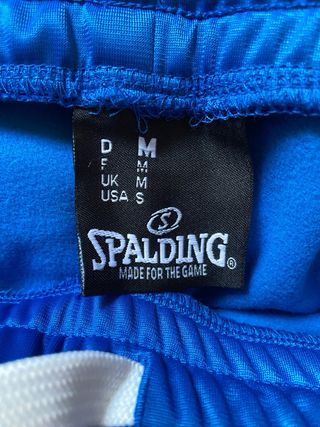 D M
F M
UK M
USA S
S
SPALDING®
MADE FOR THE GAME